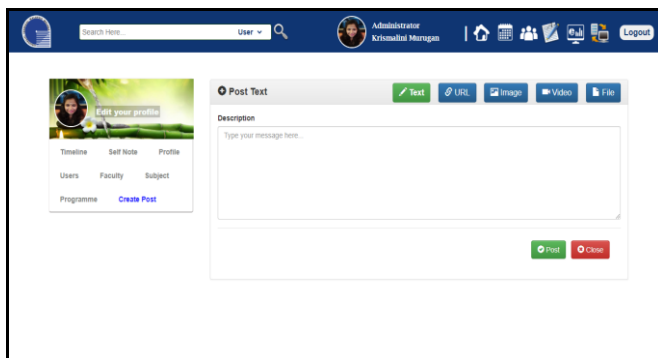 Search Here...
User
Administrator
Krismalini Murugan
Logout
Edit your profile
Timeline Self Note Profile
Users Faculty Subject
Programme Create Post
Post Text
Text URL Image Video File
Description
Type your message here...
Post Close